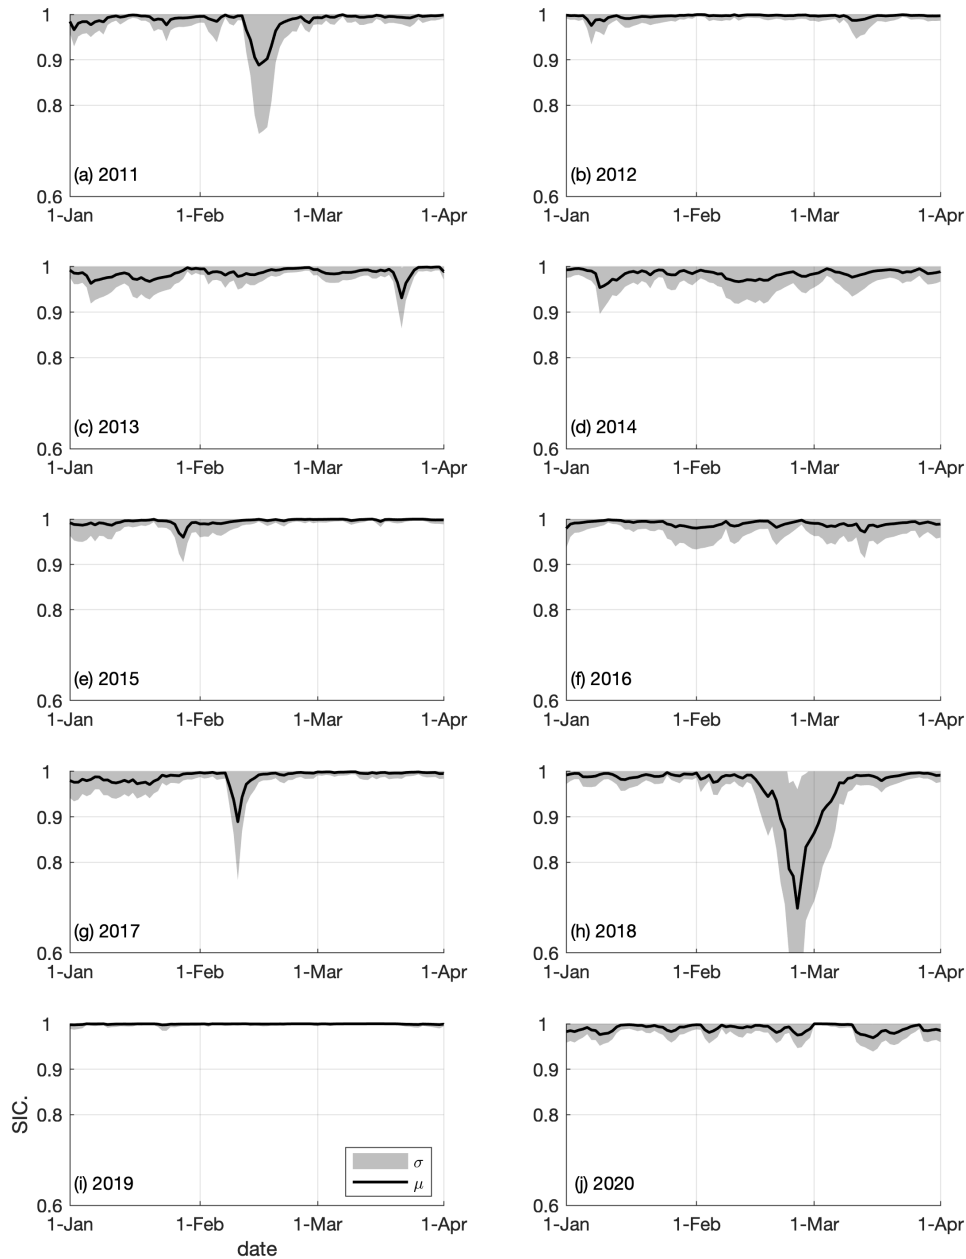 1
0.9
0.8
0.6
(a) 2011
1-Jan 1-Feb 1-Mar 1-Apr
1
0.9
0.8
0.6
(b) 2012
1-Jan 1-Feb 1-Mar 1-Apr
1
0.9
0.8
0.6
(c) 2013
1-Jan 1-Feb 1-Mar 1-Apr
1
0.9
0.8
0.6
(d) 2014
1-Jan 1-Feb 1-Mar 1-Apr
1
0.9
0.8
0.6
(e) 2015
1-Jan 1-Feb 1-Mar 1-Apr
1
0.9
0.8
0.6
(f) 2016
1-Jan 1-Feb 1-Mar 1-Apr
1
0.9
0.8
0.6
(g) 2017
1-Jan 1-Feb 1-Mar 1-Apr
1
0.9
0.8
0.6
(h) 2018
1-Jan 1-Feb 1-Mar 1-Apr
SIC.
1
0.9
0.8
0.6
(i) 2019
σ
μ
1-Jan 1-Feb 1-Mar 1-Apr
date
1
0.9
0.8
0.6
(j) 2020
1-Jan 1-Feb 1-Mar 1-Apr